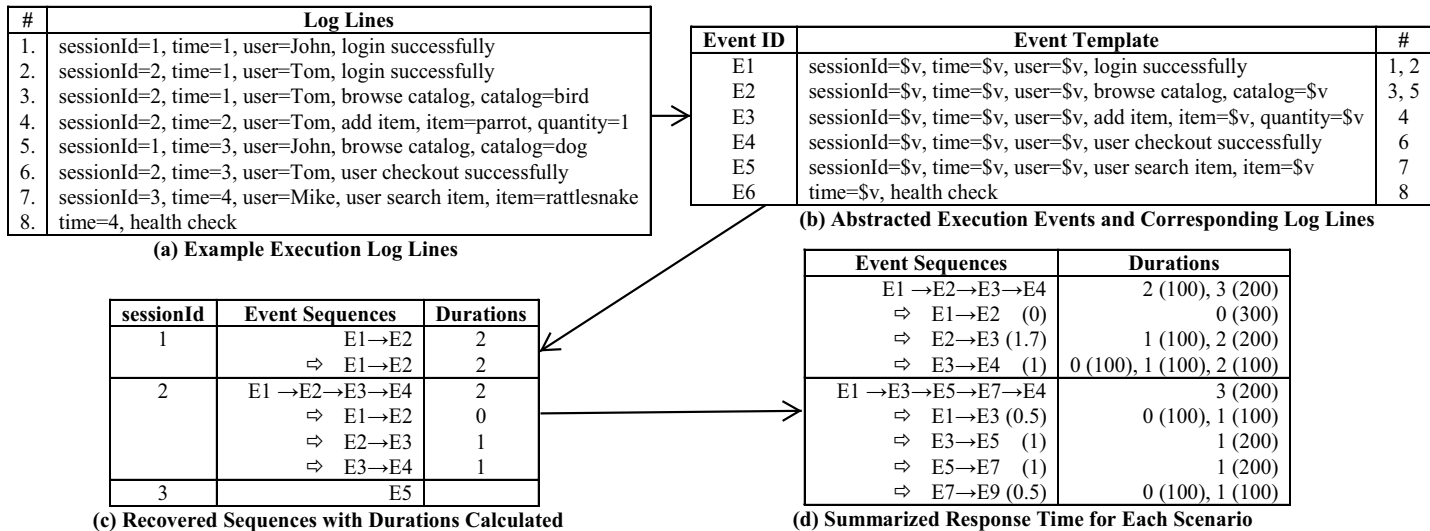 # Log Lines
1. sessionId=1, time=1, user=John, login successfully
2. sessionId=2, time=1, user=Tom, login successfully
3. sessionId=2, time=1, user=Tom, browse catalog, catalog=bird
4. sessionId=2, time=2, user=Tom, add item, item=parrot, quantity=1
5. sessionId=1, time=3, user=John, browse catalog, catalog=dog
6. sessionId=2, time=3, user=Tom, user checkout successfully
7. sessionId=3, time=4, user=Mike, user search item, item=rattlesnake
8. time=4, health check
(a) Example Execution Log Lines
Event ID Event Template #
E1 sessionId=$v, time=$v, user=$v, login successfully 1, 2
E2 sessionId=$v, time=$v, user=$v, browse catalog, catalog=$v 3, 5
E3 sessionId=$v, time=$v, user=$v, add item, item=$v, quantity=$v 4
E4 sessionId=$v, time=$v, user=$v, user checkout successfully 6
E5 sessionId=$v, time=$v, user=$v, user search item, item=$v 7
E6 time=$v, health check 8
(b) Abstracted Execution Events and Corresponding Log Lines
sessionId Event Sequences Durations
1 E1→E2 2
⇨ E1→E2 2
2 E1 →E2→E3→E4 2
⇨ E1→E2 0
⇨ E2→E3 1
⇨ E3→E4 1
3 E5
(c) Recovered Sequences with Durations Calculated
Event Sequences Durations
E1 →E2→E3→E4 2 (100), 3 (200)
⇨ E1→E2 (0) 0 (300)
⇨ E2→E3 (1.7) 1 (100), 2 (200)
⇨ E3→E4 (1) 0 (100), 1 (100), 2 (100)
E1 →E3→E5→E7→E4 3 (200)
⇨ E1→E3 (0.5) 0 (100), 1 (100)
⇨ E3→E5 (1) 1 (200)
⇨ E5→E7 (1) 1 (200)
⇨ E7→E9 (0.5) 0 (100), 1 (100)
(d) Summarized Response Time for Each Scenario